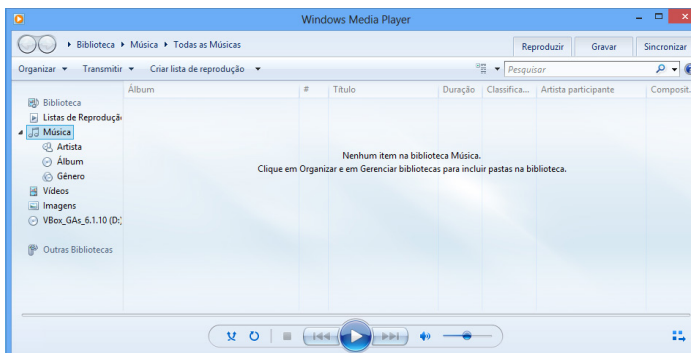 Windows Media Player
Biblioteca Música Todas as Músicas
Reproduzir Gravar Sincronizar
Organizar Transmitir Criar lista de reprodução Pesquisar
Álbum # Título Duração Classifica... Artista participante Composit.
Biblioteca
Listas de Reproduçã
Música
Artista
Álbum
Gênero
Vídeos
Imagens
VBox_GAs_6.1.10 (D:)
Outras Bibliotecas
Nenhum item na biblioteca Música.
Clique em Organizar e em Gerenciar bibliotecas para incluir pastas na biblioteca.